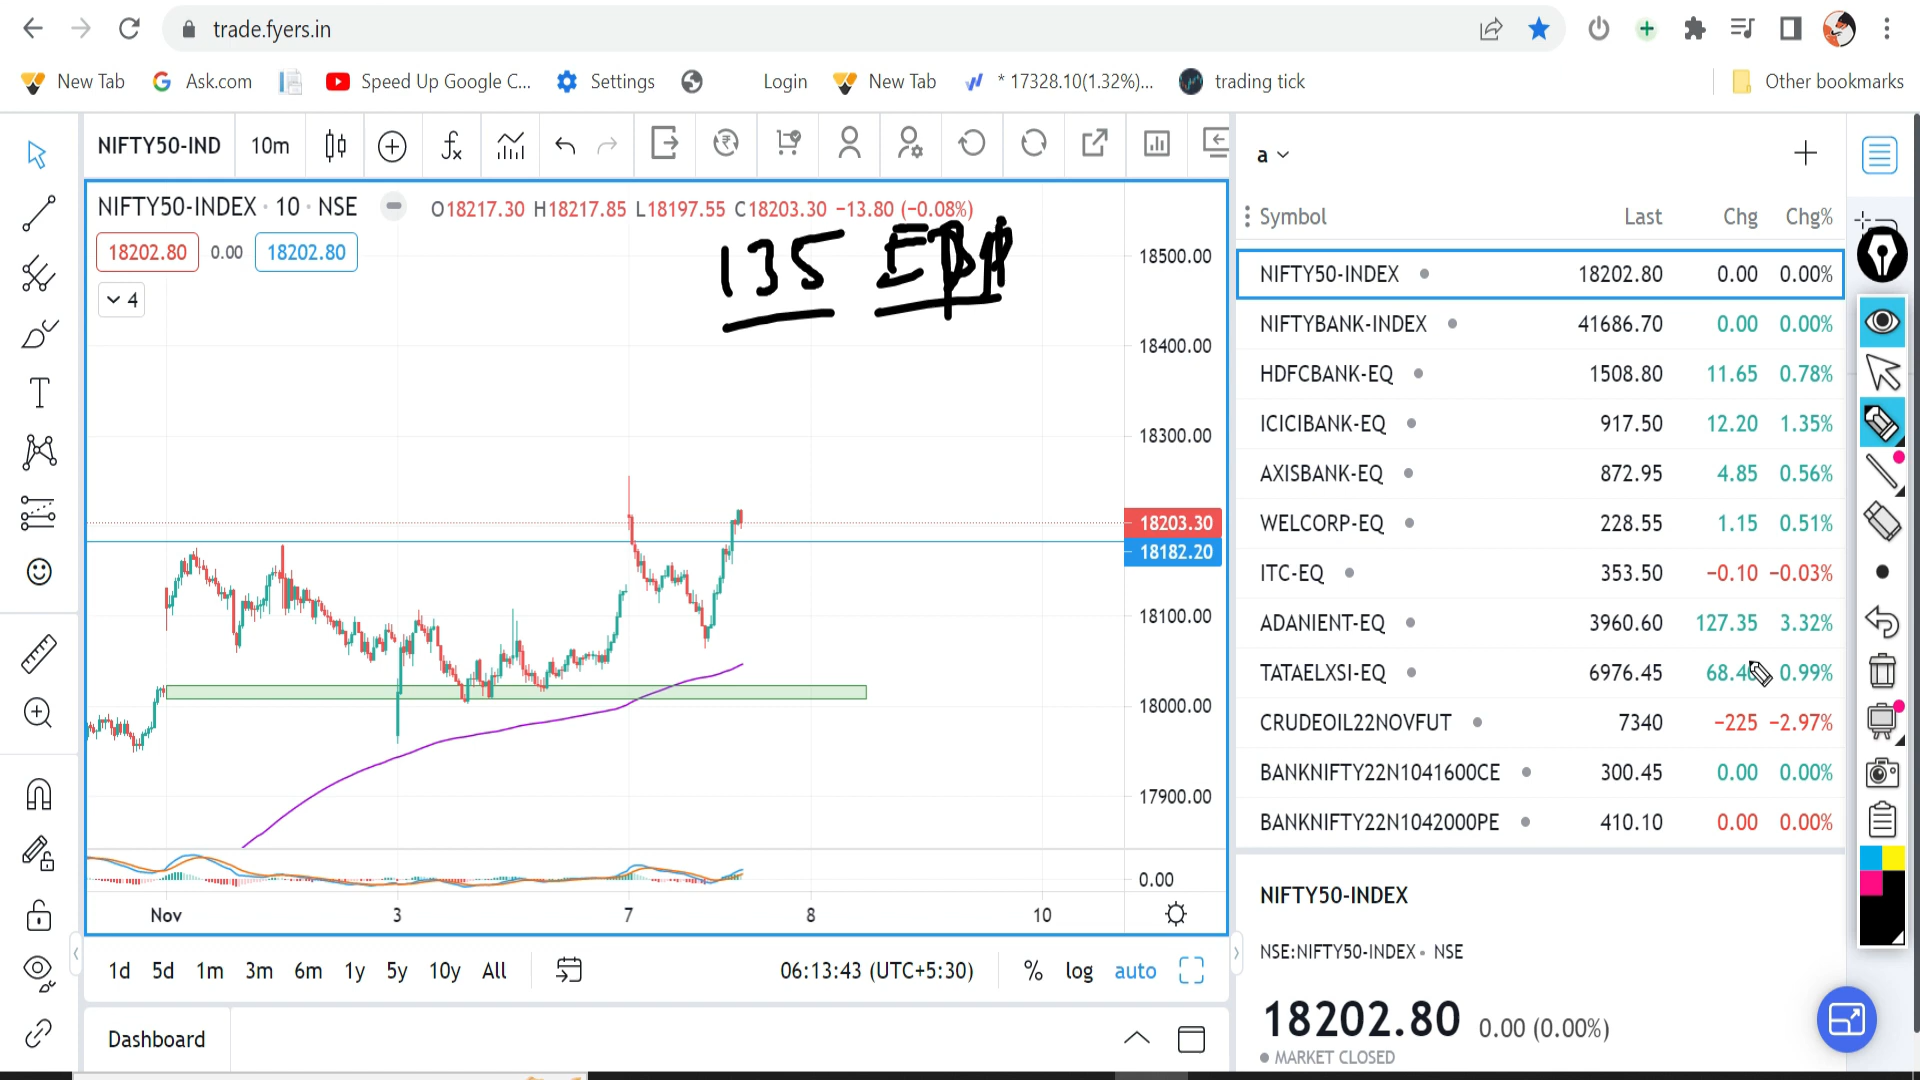 trade.fyers.in
New Tab Ask.com Speed Up Google C... Settings Login New Tab * 17328.10(1.32%)... trading tick Other bookmarks
NIFTY50-IND 10m
a
NIFTY50-INDEX · 10 · NSE O18217.30 H18217.85 L18197.55 C18203.30 −13.80 (−0.08%)
18202.80 0.00 18202.80
4
135
18500.00
18400.00
18300.00
18203.30
18182.20
18100.00
18000.00
17900.00
0.00
Nov 3 7 8 10
1d 5d 1m 3m 6m 1y 5y 10y All 06:13:43 (UTC+5:30) % log auto
Dashboard
Symbol Last Chg Chg%
NIFTY50-INDEX 18202.80 0.00 0.00%
NIFTYBANK-INDEX 41686.70 0.00 0.00%
HDFCBANK-EQ 1508.80 11.65 0.78%
ICICIBANK-EQ 917.50 12.20 1.35%
AXISBANK-EQ 872.95 4.85 0.56%
WELCORP-EQ 228.55 1.15 0.51%
ITC-EQ 353.50 −0.10 −0.03%
ADANIENT-EQ 3960.60 127.35 3.32%
TATAELXSI-EQ 6976.45 0.99%
CRUDEOIL22NOVFUT 7340 −225 −2.97%
BANKNIFTY22N1041600CE 300.45 0.00 0.00%
BANKNIFTY22N1042000PE 410.10 0.00 0.00%
NIFTY50-INDEX
NSE:NIFTY50-INDEX • NSE
18202.80 0.00 (0.00%)
MARKET CLOSED